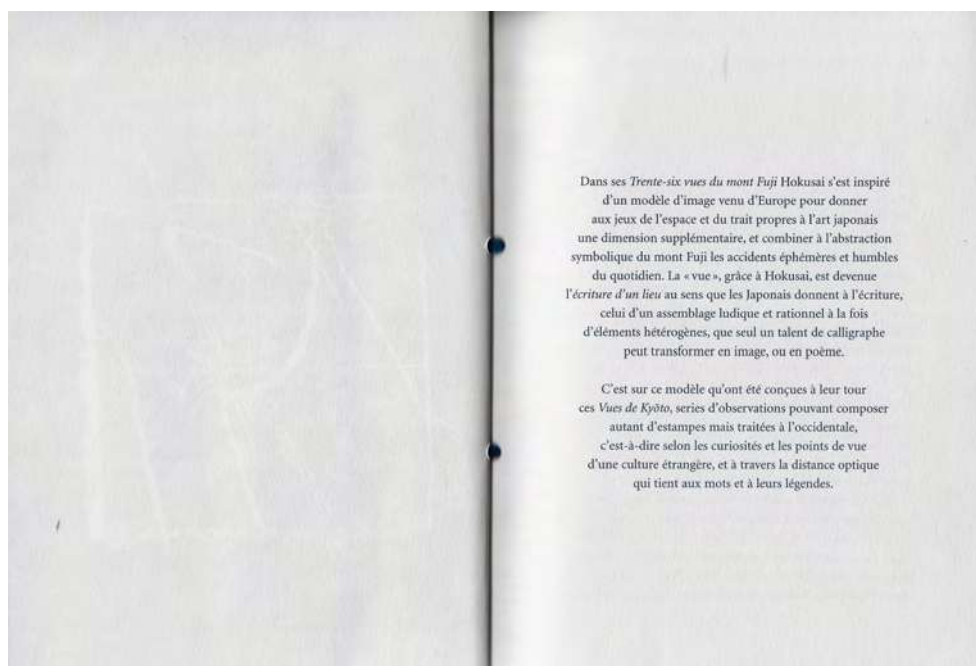 Dans ses Trente-six vues du mont Fuji Hokusai s'est inspiré
d'un modèle d'image venu d'Europe pour donner
aux jeux de l'espace et du trait propres à l'art japonais
une dimension supplémentaire, et combiner à l'abstraction
symbolique du mont Fuji les accidents éphémères et humbles
du quotidien. La « vue », grâce à Hokusai, est devenue
l'écriture d'un lieu au sens que les Japonais donnent à l'écriture,
celui d'un assemblage ludique et rationnel à la fois
d'éléments hétérogènes, que seul un talent de calligraphe
peut transformer en image, ou en poème.
C'est sur ce modèle qu'ont été conçues à leur tour
ces Vues de Kyōto, series d'observations pouvant composer
autant d'estampes mais traitées à l'occidentale,
c'est-à-dire selon les curiosités et les points de vue
d'une culture étrangère, et à travers la distance optique
qui tient aux mots et à leurs légendes.